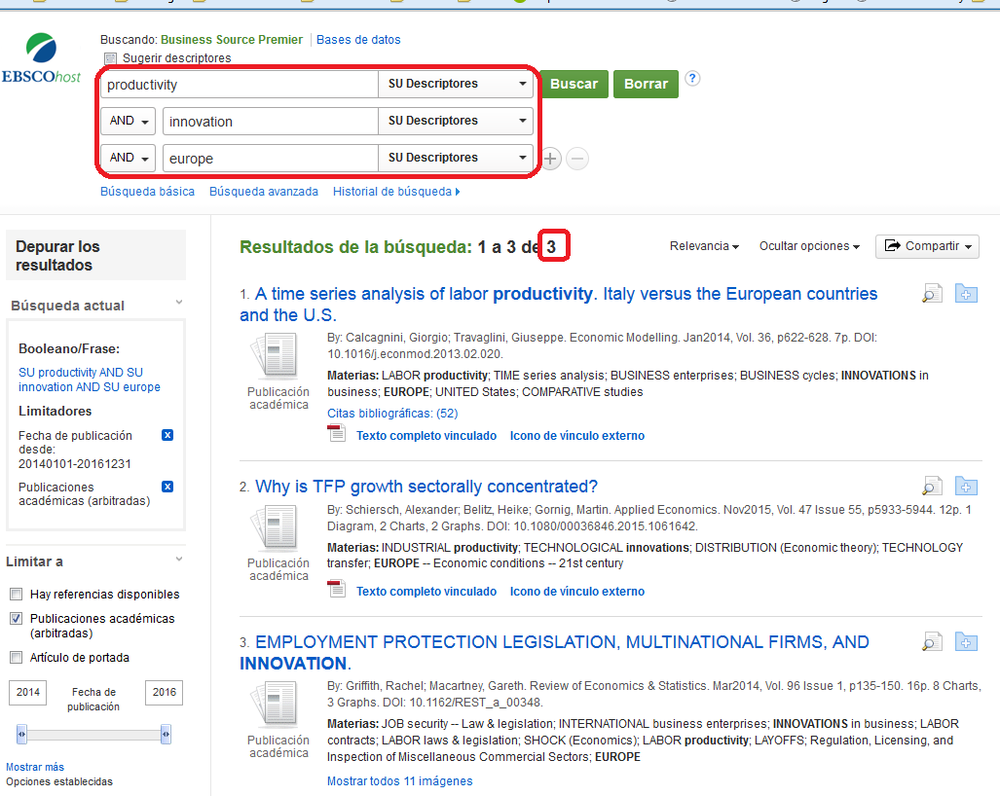 Buscando: Business Source Premier Bases de datos
Sugerir descriptores
EBSCOhost
productivity SU Descriptores Buscar Borrar ?
AND innovation SU Descriptores
AND europe SU Descriptores
Búsqueda básica Búsqueda avanzada Historial de búsqueda
Depurar los
resultados
Búsqueda actual
Booleano/Frase:
SU productivity AND SU
innovation AND SU europe
Limitadores
Fecha de publicación
desde:
20140101-20161231
Publicaciones
académicas (arbitradas)
Limitar a
Hay referencias disponibles
Publicaciones académicas
(arbitradas)
Artículo de portada
2014 Fecha de 2016
publicación
Mostrar más
Opciones establecidas
Resultados de la búsqueda: 1 a 3 de 3
Relevancia Ocultar opciones Compartir
1. A time series analysis of labor productivity. Italy versus the European countries
and the U.S.
Publicación
académica
By: Calcagnini, Giorgio; Travaglini, Giuseppe. Economic Modelling. Jan2014, Vol. 36, p622-628. 7p. DOI:
10.1016/j.econmod.2013.02.020.
Materias: LABOR productivity; TIME series analysis; BUSINESS enterprises; BUSINESS cycles; INNOVATIONS in
business; EUROPE; UNITED States; COMPARATIVE studies
Citas bibliográficas: (52)
Texto completo vinculado Icono de vínculo externo
2. Why is TFP growth sectorally concentrated?
Publicación
académica
By: Schiersch, Alexander; Belitz, Heike; Gornig, Martin. Applied Economics. Nov2015, Vol. 47 Issue 55, p5933-5944. 12p. 1
Diagram, 2 Charts, 2 Graphs. DOI: 10.1080/00036846.2015.1061642.
Materias: INDUSTRIAL productivity; TECHNOLOGICAL innovations; DISTRIBUTION (Economic theory); TECHNOLOGY
transfer; EUROPE -- Economic conditions -- 21st century
Texto completo vinculado Icono de vínculo externo
3. EMPLOYMENT PROTECTION LEGISLATION, MULTINATIONAL FIRMS, AND
INNOVATION.
Publicación
académica
By: Griffith, Rachel; Macartney, Gareth. Review of Economics & Statistics. Mar2014, Vol. 96 Issue 1, p135-150. 16p. 8 Charts,
3 Graphs. DOI: 10.1162/REST_a_00348.
Materias: JOB security -- Law & legislation; INTERNATIONAL business enterprises; INNOVATIONS in business; LABOR
contracts; LABOR laws & legislation; SHOCK (Economics); LABOR productivity; LAYOFFS; Regulation, Licensing, and
Inspection of Miscellaneous Commercial Sectors; EUROPE
Mostrar todos 11 imágenes